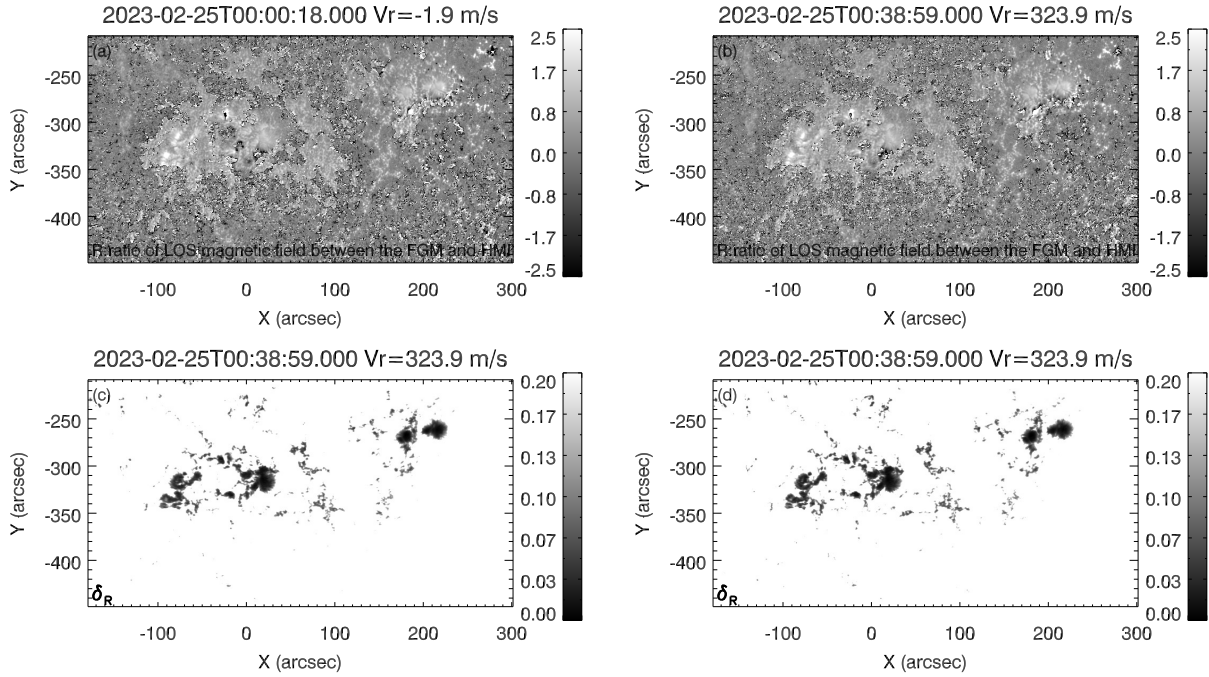 2023-02-25T00:00:18.000 Vr=-1.9 m/s
(a)
Y (arcsec)
-250
-300
-350
-400
R:ratio of LOS magnetic field between the FGM and HMI
-100 0 100 200 300
X (arcsec)
2.5
1.7
0.8
0.0
-0.8
-1.7
-2.5
2023-02-25T00:38:59.000 Vr=323.9 m/s
(b)
Y (arcsec)
-250
-300
-350
-400
R:ratio of LOS magnetic field between the FGM and HMI
-100 0 100 200 300
X (arcsec)
2.5
1.7
0.8
0.0
-0.8
-1.7
-2.5
2023-02-25T00:38:59.000 Vr=323.9 m/s
(c)
Y (arcsec)
-250
-300
-350
-400
δR
-100 0 100 200 300
X (arcsec)
0.20
0.17
0.13
0.10
0.07
0.03
0.00
2023-02-25T00:38:59.000 Vr=323.9 m/s
(d)
Y (arcsec)
-250
-300
-350
-400
δR
-100 0 100 200 300
X (arcsec)
0.20
0.17
0.13
0.10
0.07
0.03
0.00